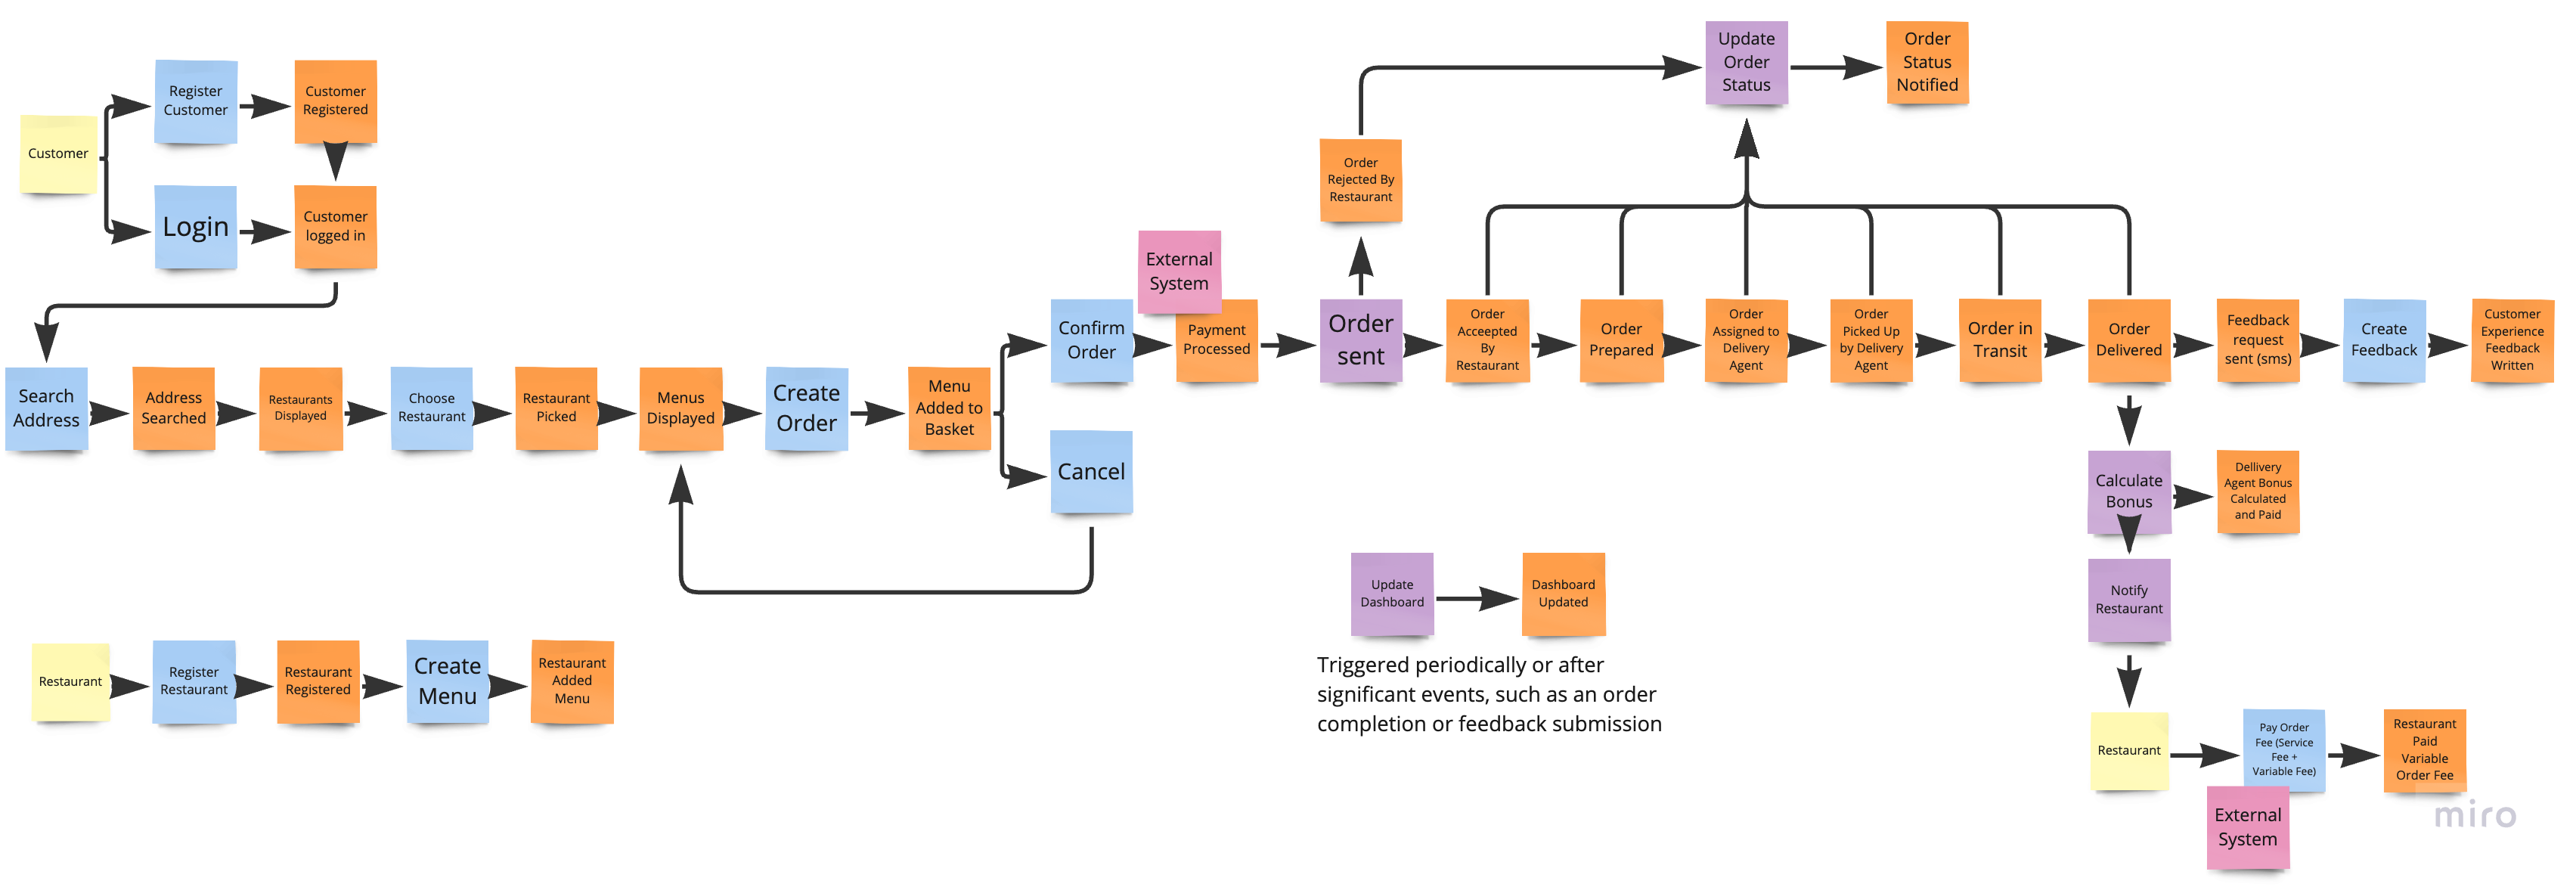 Update
Order
Status
Order
Status
Notified
Register
Customer
Customer
Registered
Customer
Login
Customer
logged in
Order
Rejected By
Restaurant
External
System
Search
Address
Address
Searched
Restaurants
Displayed
Choose
Restaurant
Restaurant
Picked
Menus
Displayed
Create
Order
Menu
Added to
Basket
Confirm
Order
Cancel
Payment
Processed
Order
sent
Order
Acceepted
By
Restaurant
Order
Prepared
Order
Assigned to
Delivery
Agent
Order
Picked Up
by Delivery
Agent
Order in
Transit
Order
Delivered
Feedback
request
sent (sms)
Create
Feedback
Customer
Experience
Feedback
Written
Calculate
Bonus
Dellivery
Agent Bonus
Calculated
and Paid
Update
Dashboard
Dashboard
Updated
Triggered periodically or after
significant events, such as an order
completion or feedback submission
Notify
Restaurant
Restaurant
Register
Restaurant
Restaurant
Registered
Create
Menu
Restaurant
Added
Menu
Restaurant
Pay Order
Fee (Service
Fee +
Variable Fee)
Restaurant
Paid
Variable
Order Fee
External
System
miro